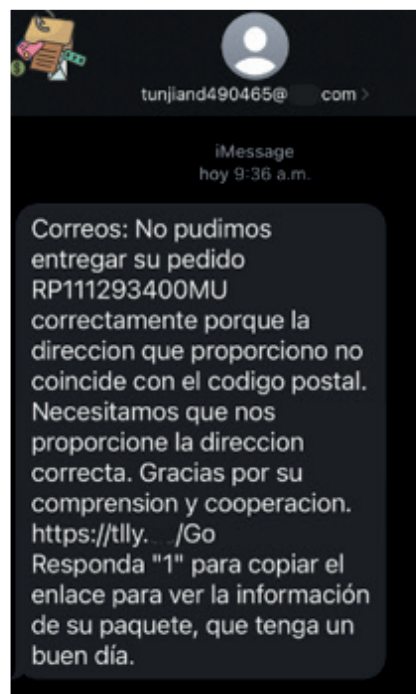 tunjiand490465@ com >
iMessage
hoy 9:36 a.m.
Correos: No pudimos
entregar su pedido
RP111293400MU
correctamente porque la
direccion que proporciono no
coincide con el codigo postal.
Necesitamos que nos
proporcione la direccion
correcta. Gracias por su
comprension y cooperacion.
https://tlly. /Go
Responda "1" para copiar el
enlace para ver la información
de su paquete, que tenga un
buen día.